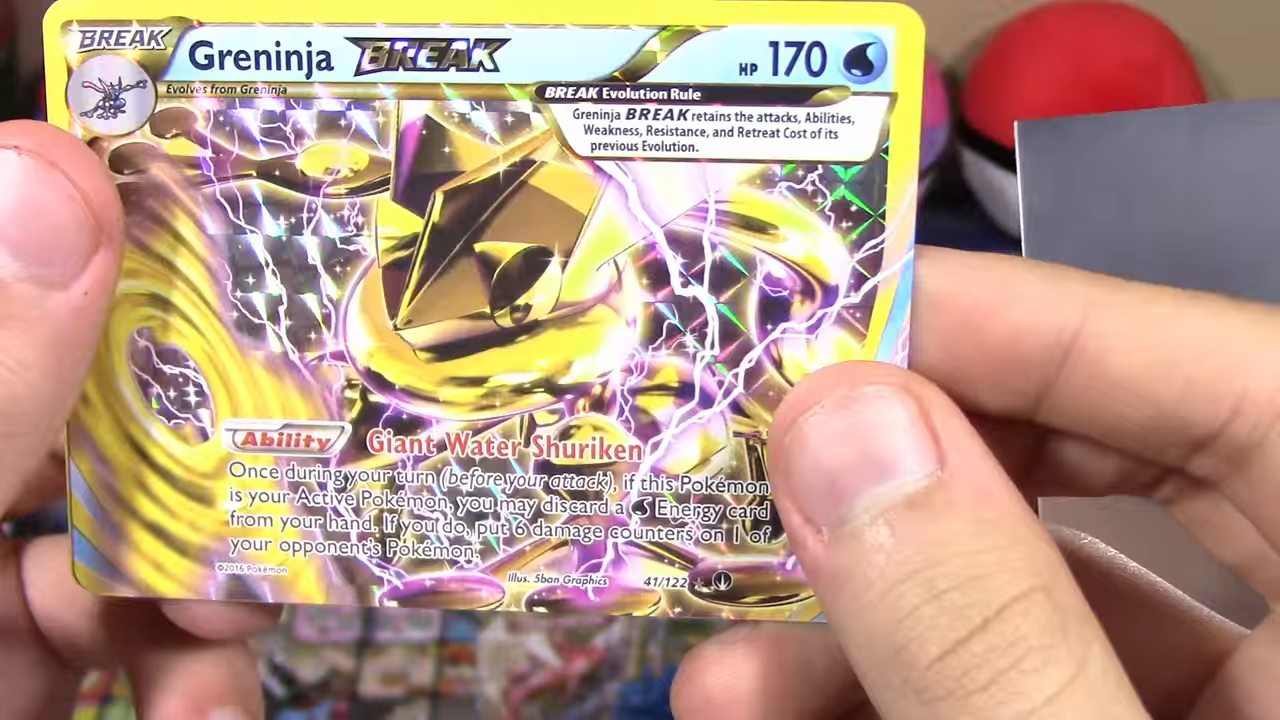 BREAK
Greninja BREAK HP 170
Evolves from Greninja
BREAK Evolution Rule
Greninja BREAK retains the attacks, Abilities,
Weakness, Resistance, and Retreat Cost of its
previous Evolution.
Ability Giant Water Shuriken
Once during your turn (before your attack), if this Pokémon
is your Active Pokémon, you may discard a Energy card
from your hand. If you do, put 6 damage counters on 1 of
your opponent's Pokémon.
©2016 Pokémon
Illus. 5ban Graphics 41/122